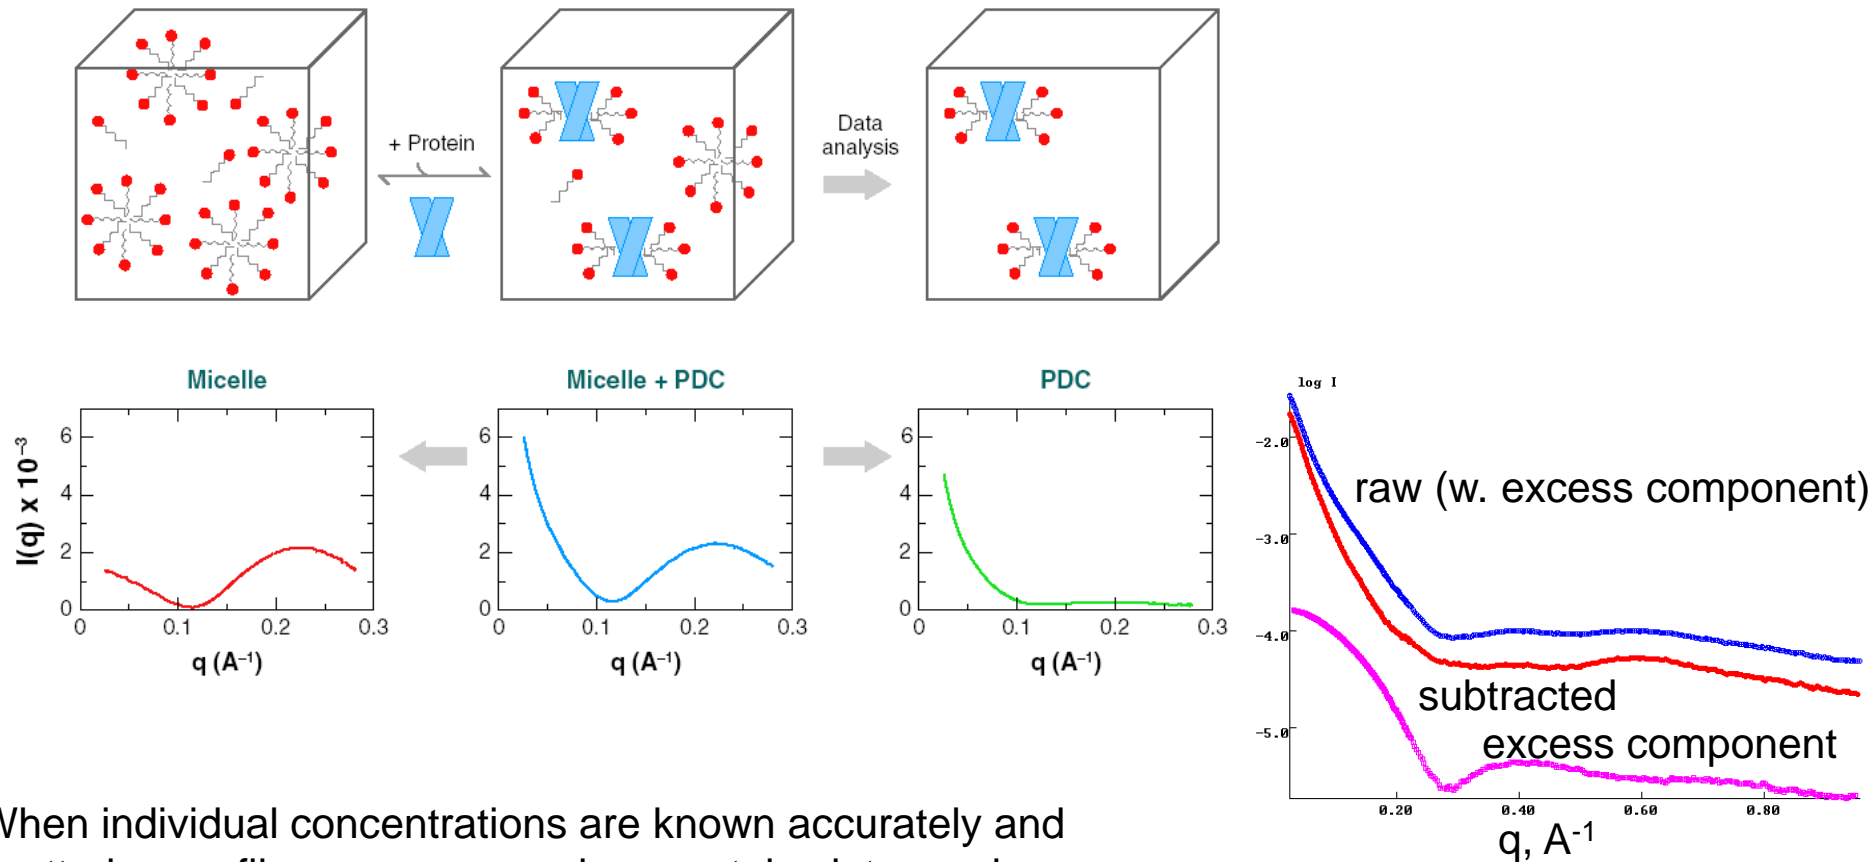 + Protein
Data
analysis
Micelle
Micelle + PDC
PDC
I(q) x 10⁻³
6
4
2
0
0
0.1
0.2
0.3
q (A⁻¹)
6
4
2
0
0
0.1
0.2
0.3
q (A⁻¹)
6
4
2
0
0
0.1
0.2
0.3
q (A⁻¹)
log I
-2.0
-3.0
-4.0
-5.0
raw (w. excess component)
subtracted
excess component
0.20
0.40
0.60
0.80
q, A⁻¹
When individual concentrations are known accurately and